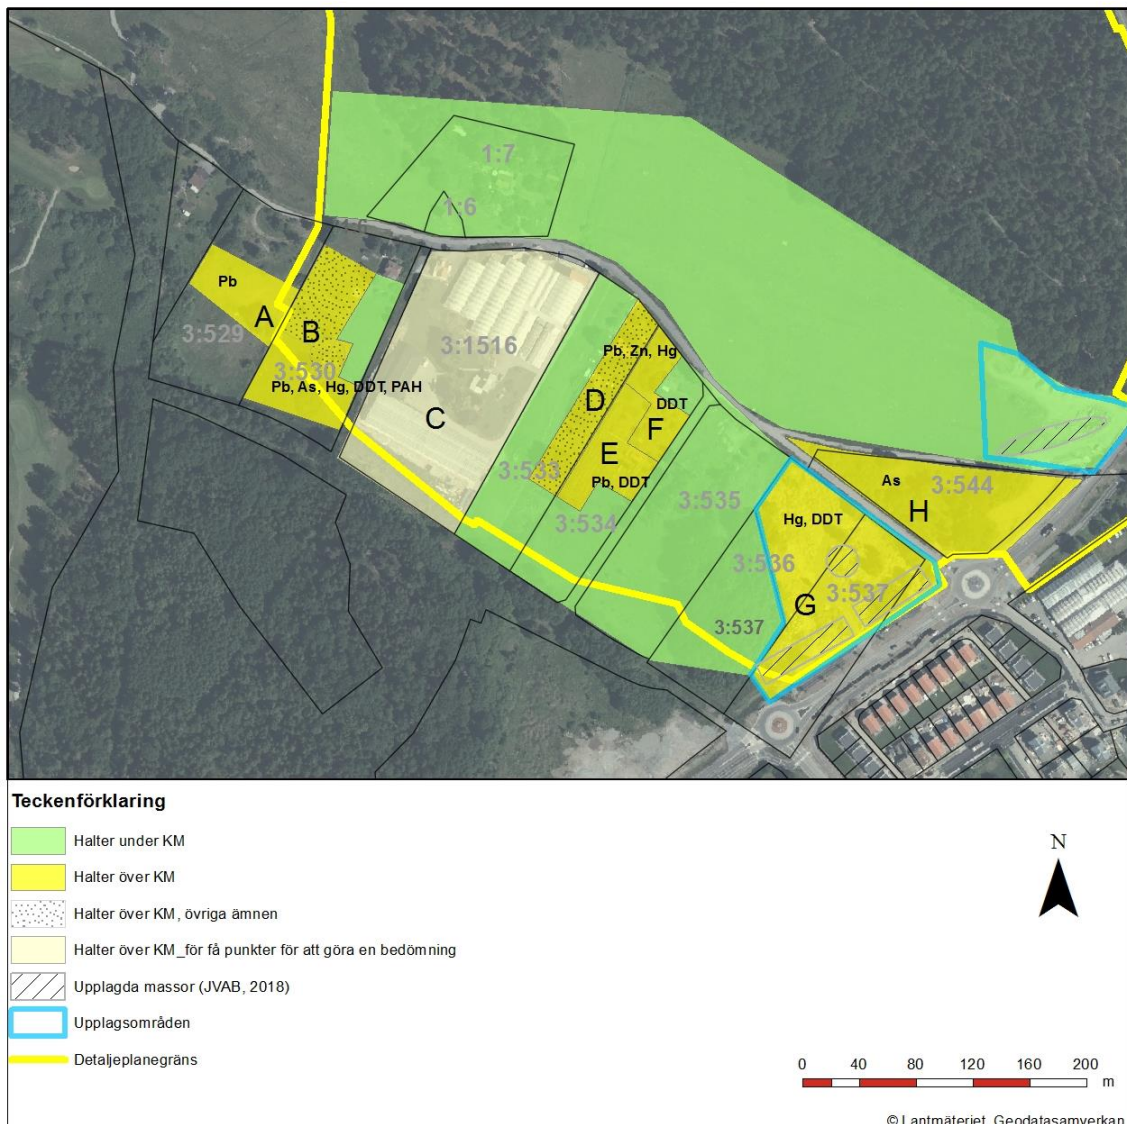 1:7
1:6
Pb
A
3:529
B
3:530
Pb, As, Hg, DDT, PAH
3:1516
C
Pb, Zn, Hg
D
DDT
F
E
3:533
Pb, DDT
3:534
3:535
As
3:544
H
Hg, DDT
3:536
3:537
G
3:537
Teckenförklaring
Halter under KM
Halter över KM
Halter över KM, övriga ämnen
Halter över KM_för få punkter för att göra en bedömning
Upplagda massor (JVAB, 2018)
Upplagsområden
Detaljeplanegräns
N
0 40 80 120 160 200
m
© Lantmäteriet, Geodatasamverkan